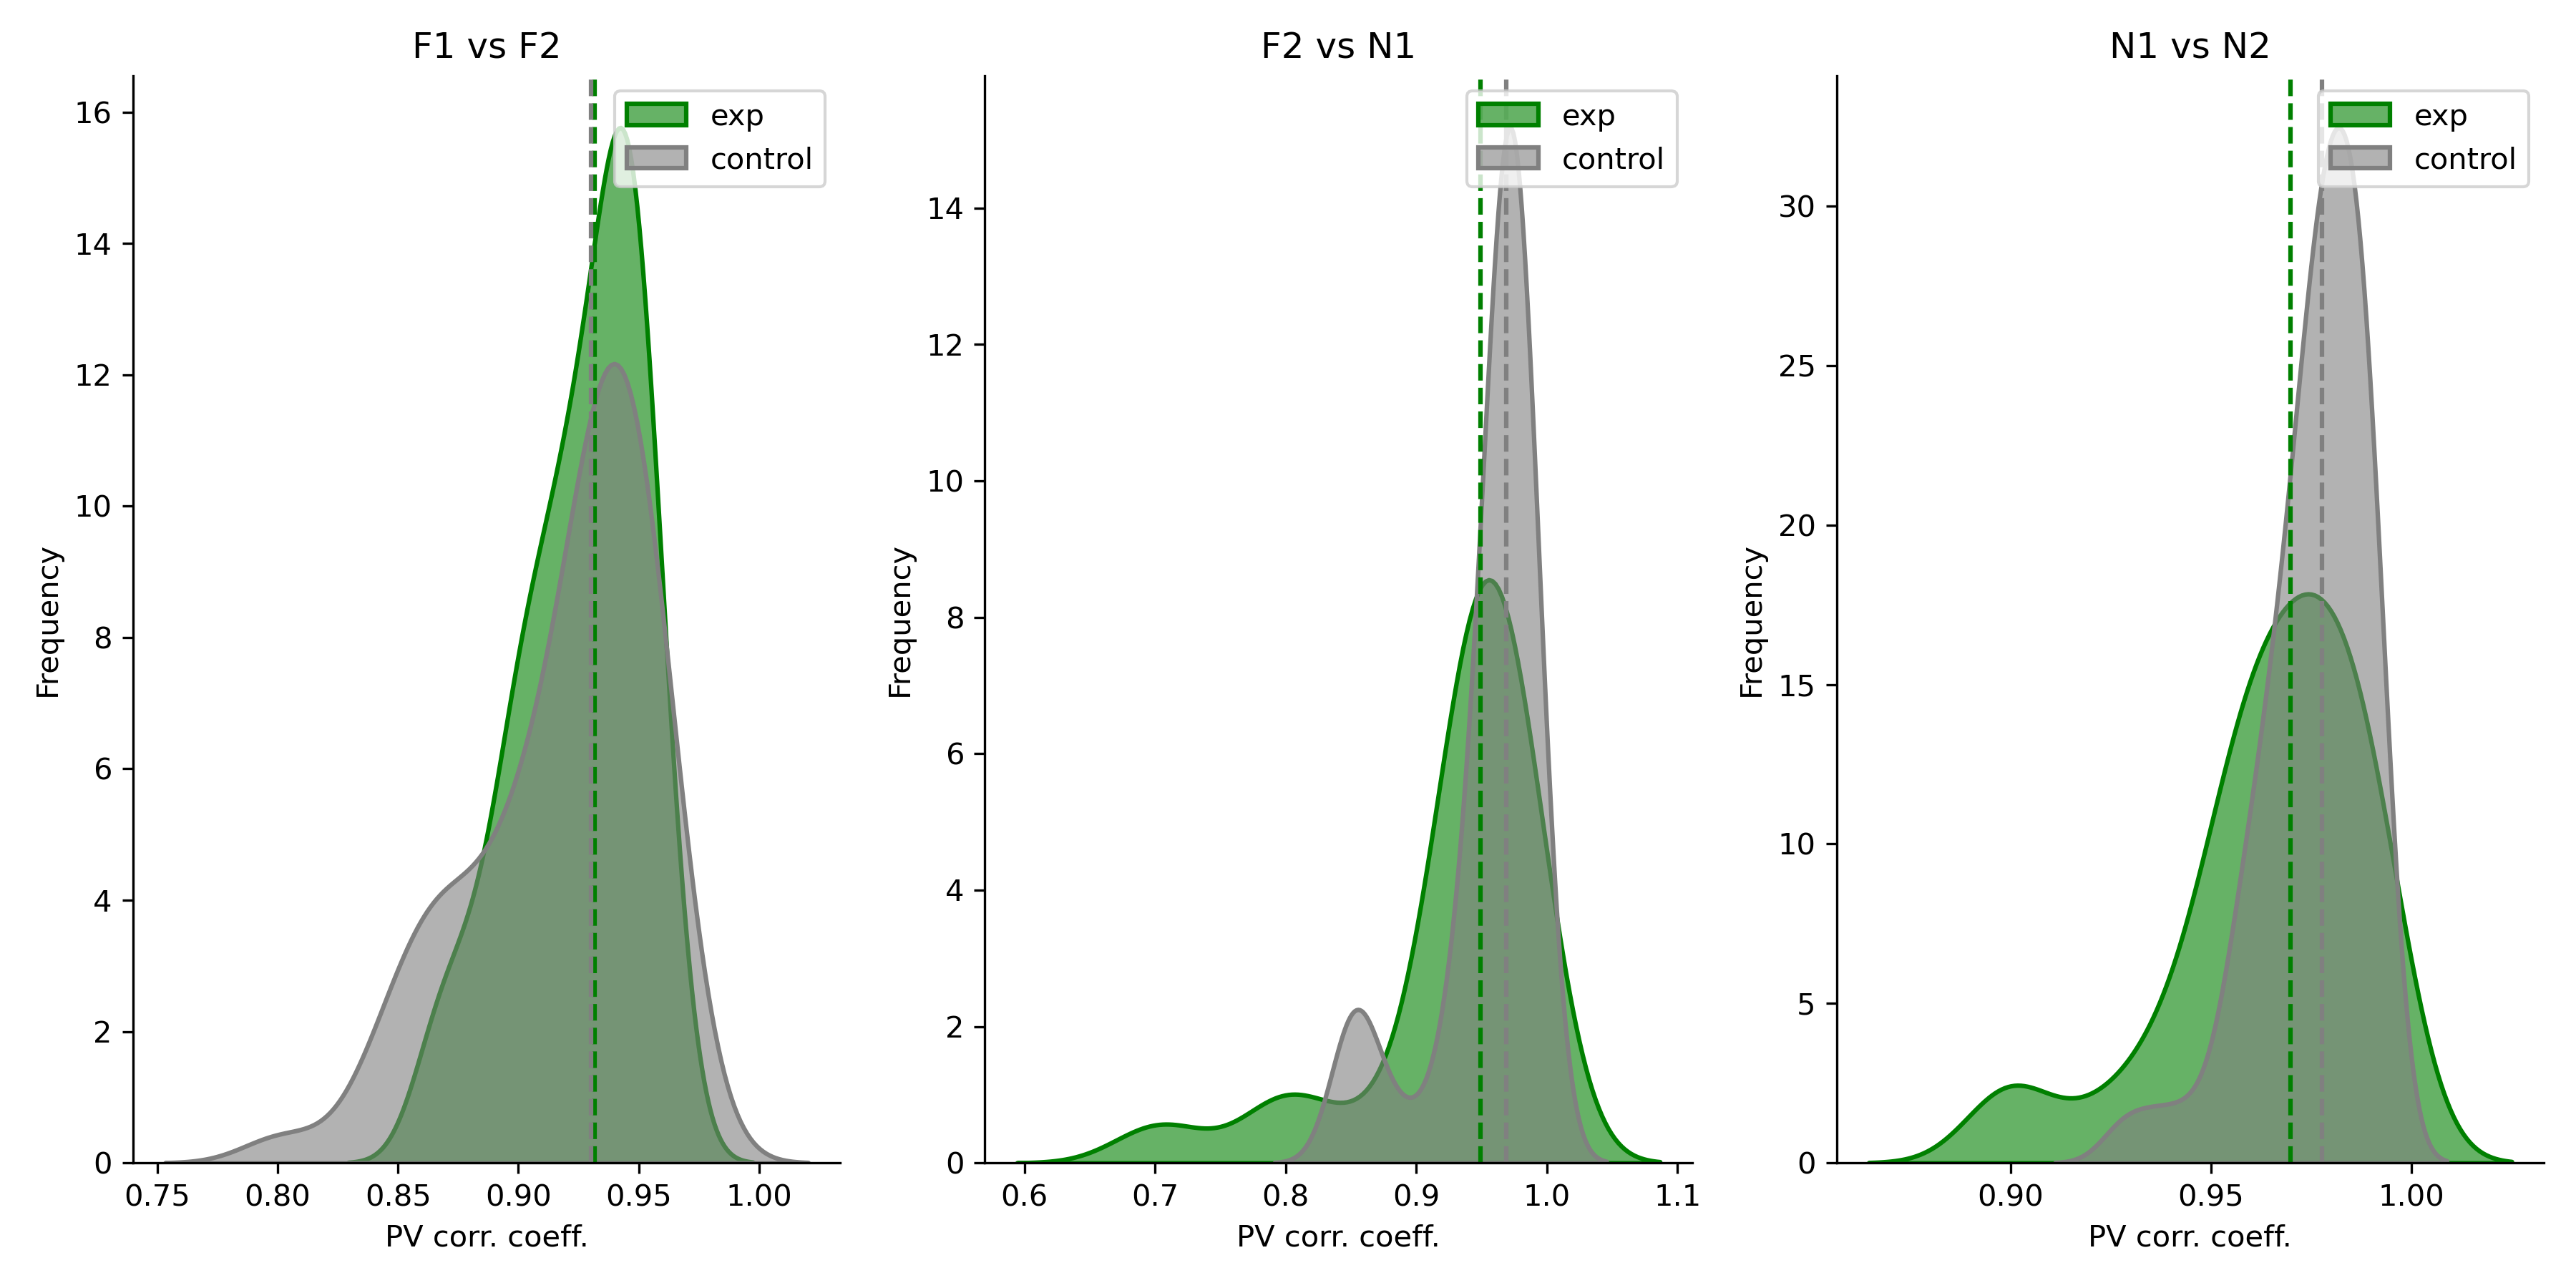 F1 vs F2
exp
control
16
14
12
10
8
6
4
2
0
Frequency
0.75 0.80 0.85 0.90 0.95 1.00
PV corr. coeff.
F2 vs N1
exp
control
14
12
10
8
6
4
2
0
Frequency
0.6 0.7 0.8 0.9 1.0 1.1
PV corr. coeff.
N1 vs N2
exp
control
30
25
20
15
10
5
0
Frequency
0.90 0.95 1.00
PV corr. coeff.